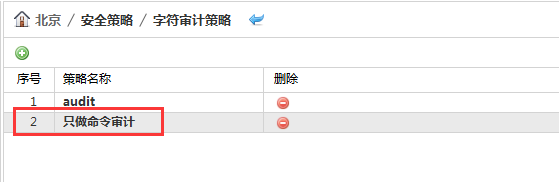 北京 / 安全策略 / 字符审计策略
序号 策略名称 删除
1 audit
2 只做命令审计